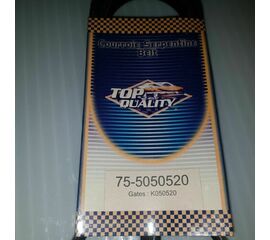 Courroie Serpentine
Belt
TOP
QUALITY
75-5050520
Gates : K050520